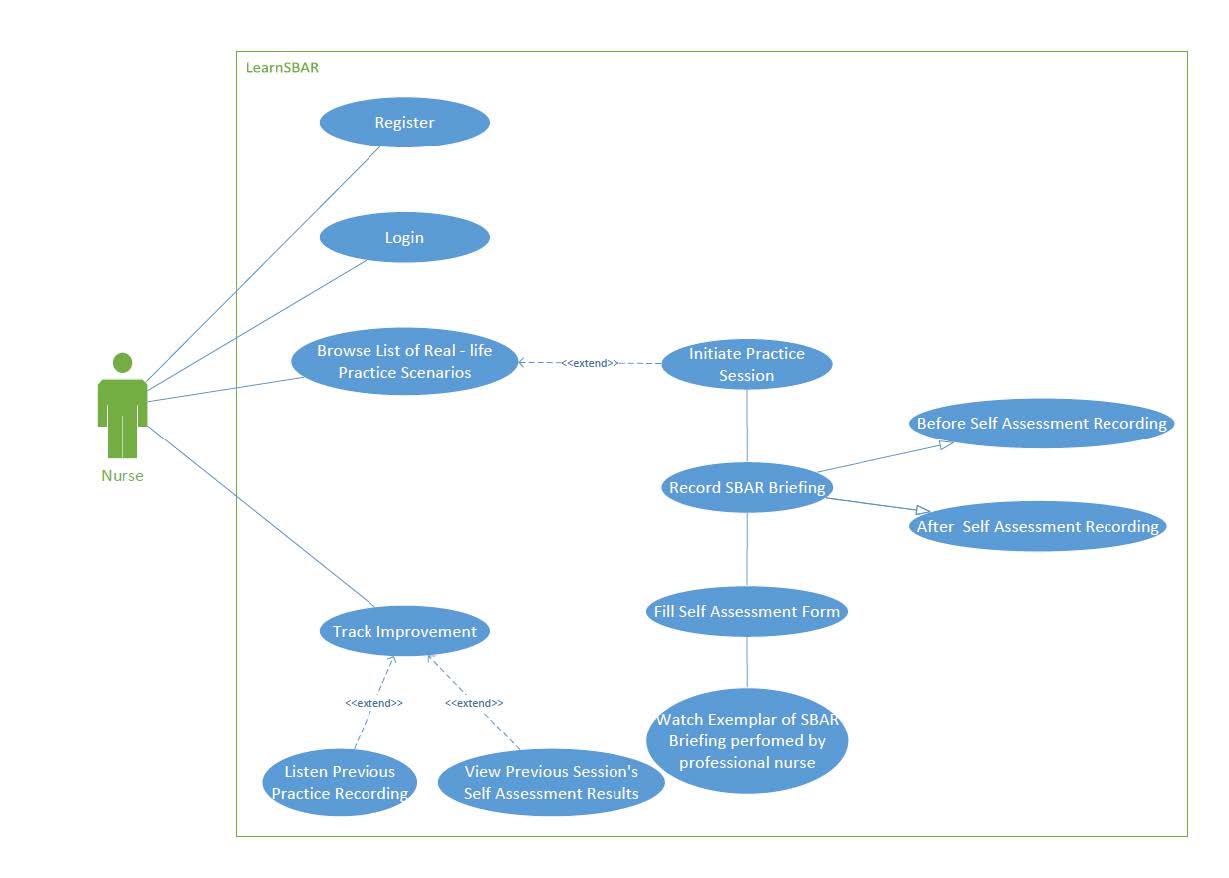 LearnSBAR
Register
Login
Browse List of Real - life
Practice Scenarios
<<extend>>
Initiate Practice
Session
Before Self Assessment Recording
Nurse
Record SBAR Briefing
After  Self Assessment Recording
Track Improvement
Fill Self Assessment Form
<<extend>>
<<extend>>
Watch Exemplar of SBAR
Briefing perfomed by
professional nurse
Listen Previous
Practice Recording
View Previous Session's
Self Assessment Results